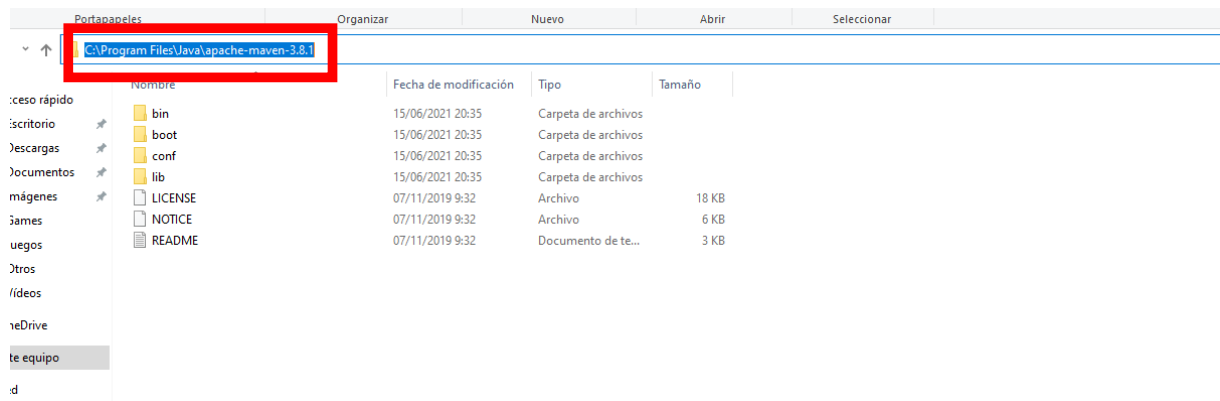 Portapapeles Organizar Nuevo Abrir Seleccionar
C:\Program Files\Java\apache-maven-3.8.1
Nombre Fecha de modificación Tipo Tamaño
cceso rápido
Escritorio
Descargas
Documentos
mágenes
Games
uegos
Otros
Vídeos
neDrive
te equipo
ed
bin 15/06/2021 20:35 Carpeta de archivos
boot 15/06/2021 20:35 Carpeta de archivos
conf 15/06/2021 20:35 Carpeta de archivos
lib 15/06/2021 20:35 Carpeta de archivos
LICENSE 07/11/2019 9:32 Archivo 18 KB
NOTICE 07/11/2019 9:32 Archivo 6 KB
README 07/11/2019 9:32 Documento de te... 3 KB